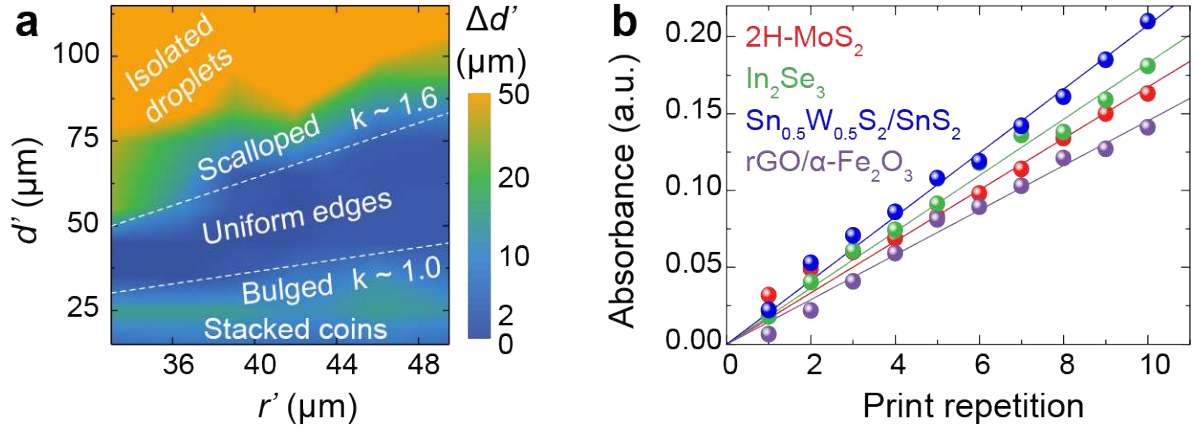 a
Δd’
(μm)
100
75
50
25
d’ (μm)
Isolated
droplets
Scalloped
k ~ 1.6
Uniform edges
Bulged
k ~ 1.0
Stacked coins
36
40
44
48
r’ (μm)
50
20
10
2
0
b
2H-MoS₂
In₂Se₃
Sn₀.₅W₀.₅S₂/SnS₂
rGO/α-Fe₂O₃
0.20
0.15
0.10
0.05
0.00
Absorbance (a.u.)
0
2
4
6
8
10
Print repetition